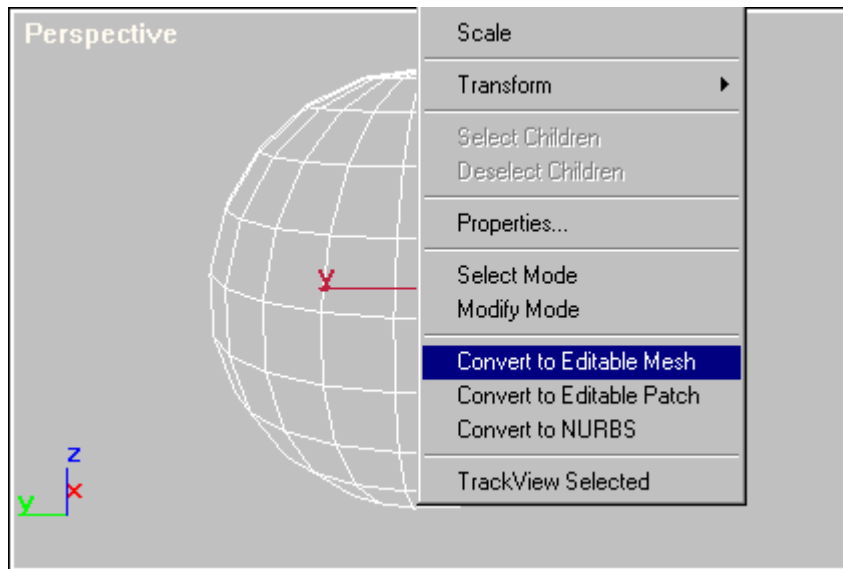 Perspective
Scale
Transform
Select Children
Deselect Children
Properties...
Select Mode
Modify Mode
Convert to Editable Mesh
Convert to Editable Patch
Convert to NURBS
TrackView Selected
y
z
x
y